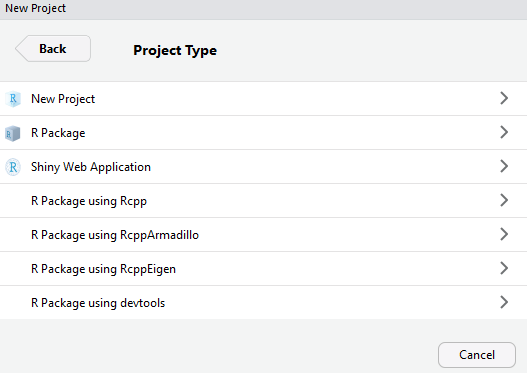 New Project
Back
Project Type
R New Project
R R Package
R Shiny Web Application
R Package using Rcpp
R Package using RcppArmadillo
R Package using RcppEigen
R Package using devtools
Cancel